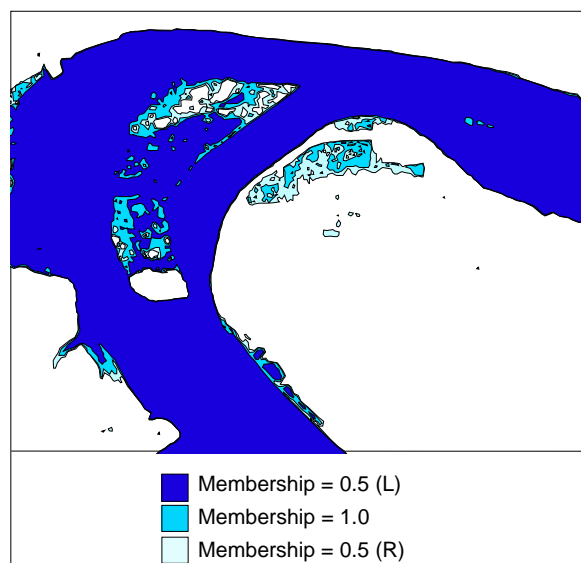 Membership = 0.5 (L)
Membership = 1.0
Membership = 0.5 (R)